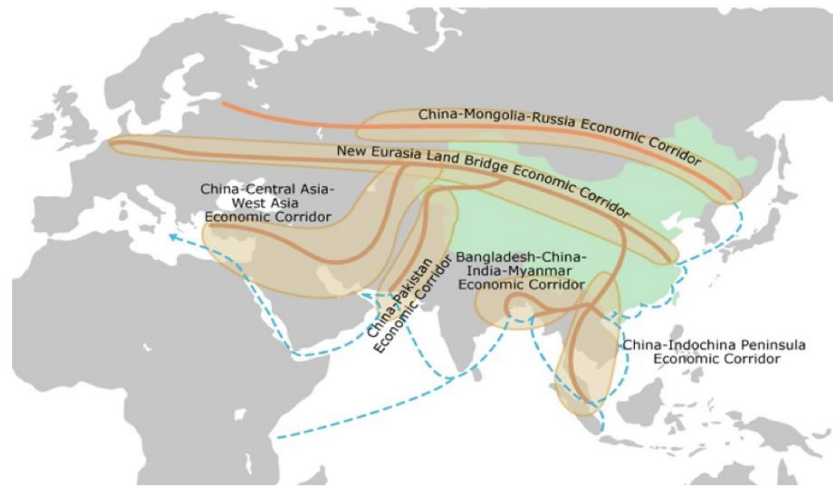 China-Mongolia-Russia Economic Corridor
New Eurasia Land Bridge Economic Corridor
China-Central Asia-
West Asia
Economic Corridor
China-Pakistan
Economic Corridor
Bangladesh-China-
India-Myanmar
Economic Corridor
China-Indochina Peninsula
Economic Corridor